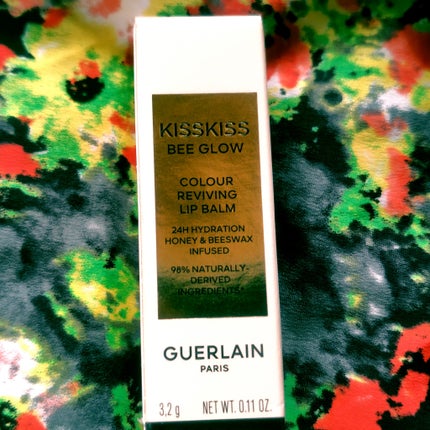 KISSKISS
BEE GLOW
COLOUR
REVIVING
LIP BALM
24H HYDRATION
HONEY & BEESWAX
INFUSED
98% NATURALLY-
DERIVED
INGREDIENTS*
GUERLAIN
PARIS
3,2 g NET WT. 0.11 OZ.